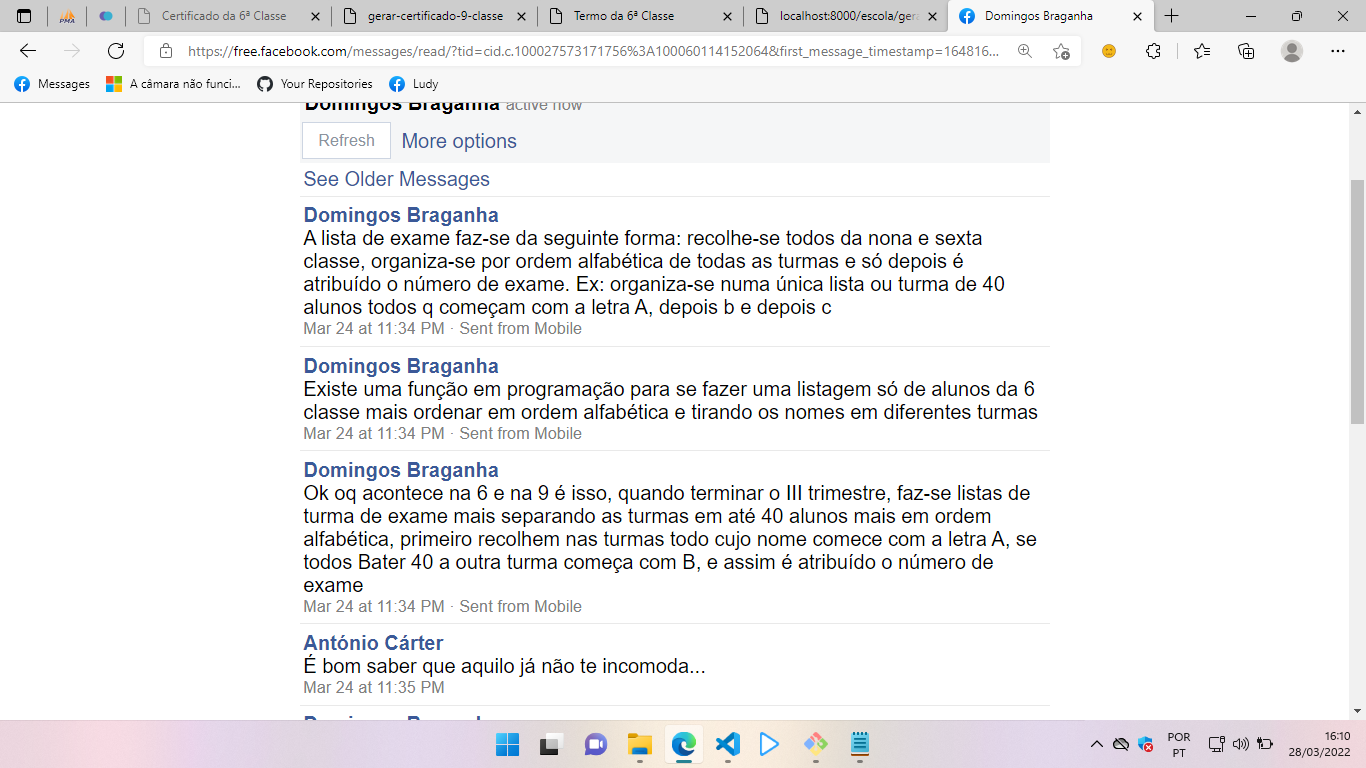 Certificado da 6ª Classe
gerar-certificado-9-classe
Termo da 6ª Classe
localhost:8000/escola/gera
Domingos Braganha
https://free.facebook.com/messages/read/?tid=cid.c.100027573171756%3A100060114152064&first_message_timestamp=164816...
Messages
A câmara não funci...
Your Repositories
Ludy
Domingos Braganha active now
Refresh
More options
See Older Messages
Domingos Braganha
A lista de exame faz-se da seguinte forma: recolhe-se todos da nona e sexta
classe, organiza-se por ordem alfabética de todas as turmas e só depois é
atribuído o número de exame. Ex: organiza-se numa única lista ou turma de 40
alunos todos q começam com a letra A, depois b e depois c
Mar 24 at 11:34 PM · Sent from Mobile
Domingos Braganha
Existe uma função em programação para se fazer uma listagem só de alunos da 6
classe mais ordenar em ordem alfabética e tirando os nomes em diferentes turmas
Mar 24 at 11:34 PM · Sent from Mobile
Domingos Braganha
Ok oq acontece na 6 e na 9 é isso, quando terminar o III trimestre, faz-se listas de
turma de exame mais separando as turmas em até 40 alunos mais em ordem
alfabética, primeiro recolhem nas turmas todo cujo nome comece com a letra A, se
todos Bater 40 a outra turma começa com B, e assim é atribuído o número de
exame
Mar 24 at 11:34 PM · Sent from Mobile
António Cárter
É bom saber que aquilo já não te incomoda...
Mar 24 at 11:35 PM
Domingos Braganha
POR
PT
16:10
28/03/2022